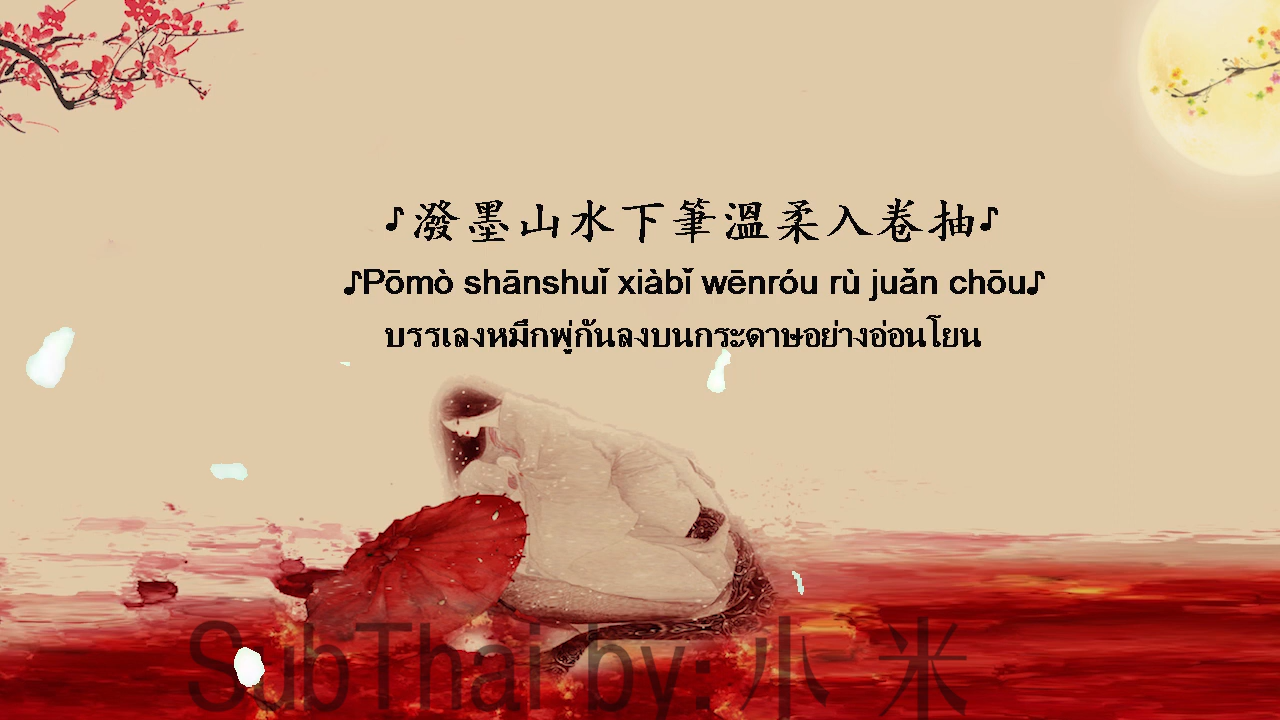 ♪潑墨山水下筆溫柔入卷抽♪
♪Pōmò shānshuǐ xiàbǐ wēnróu rù juǎn chōu♪
บรรเลงหมึกพู่กันลงบนกระดาษอย่างอ่อนโยน
SubThai by: 小米